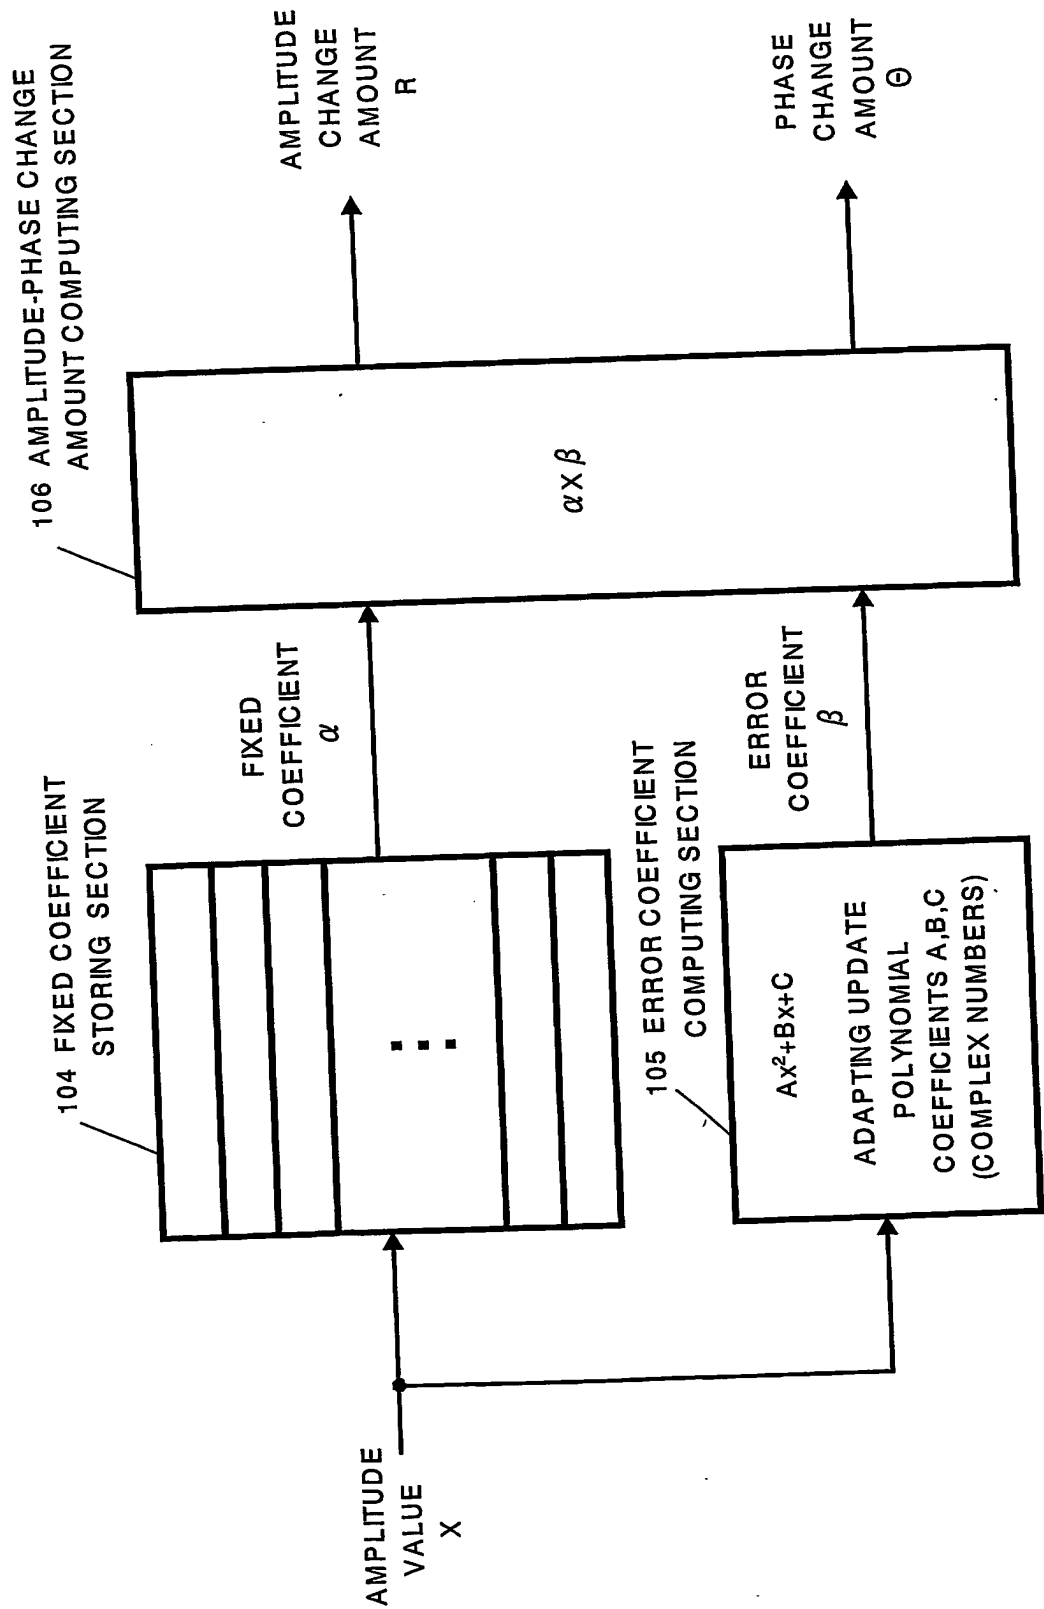 106 AMPLITUDE-PHASE CHANGE
AMOUNT COMPUTING SECTION
104 FIXED COEFFICIENT
STORING SECTION
AMPLITUDE
VALUE
X
FIXED
COEFFICIENT
α
αXβ
AMPLITUDE
CHANGE
AMOUNT
R
105 ERROR COEFFICIENT
COMPUTING SECTION
Ax²+Bx+C
ADAPTING UPDATE
POLYNOMIAL
COEFFICIENTS A,B,C
(COMPLEX NUMBERS)
ERROR
COEFFICIENT
β
PHASE
CHANGE
AMOUNT
Θ